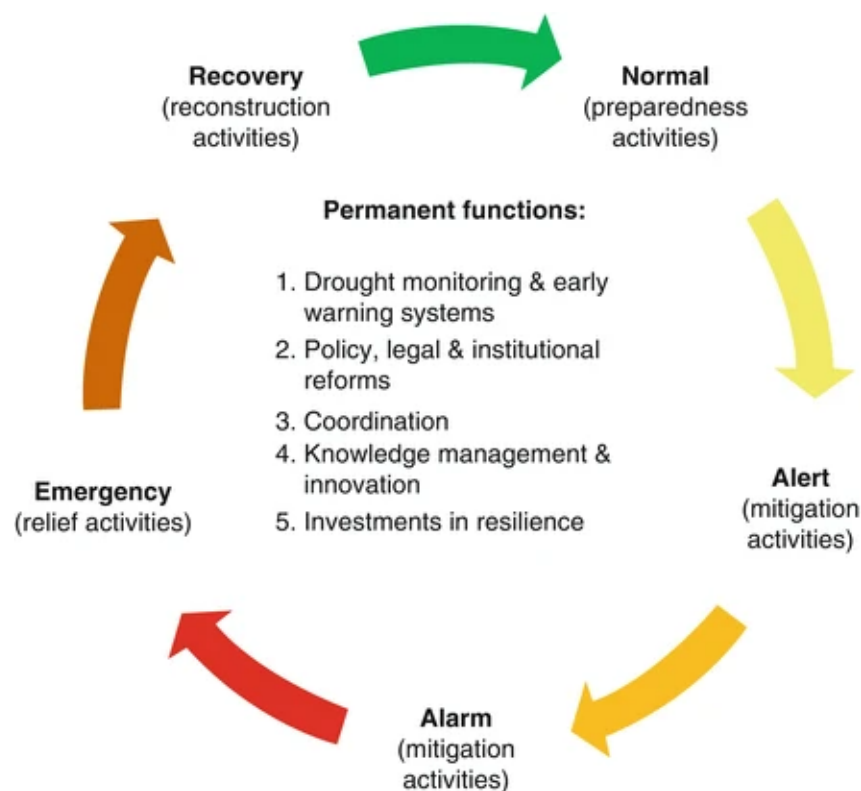 Recovery
(reconstruction
activities)
Normal
(preparedness
activities)
Permanent functions:
1. Drought monitoring & early
warning systems
2. Policy, legal & institutional
reforms
3. Coordination
4. Knowledge management &
innovation
5. Investments in resilience
Alert
(mitigation
activities)
Emergency
(relief activities)
Alarm
(mitigation
activities)